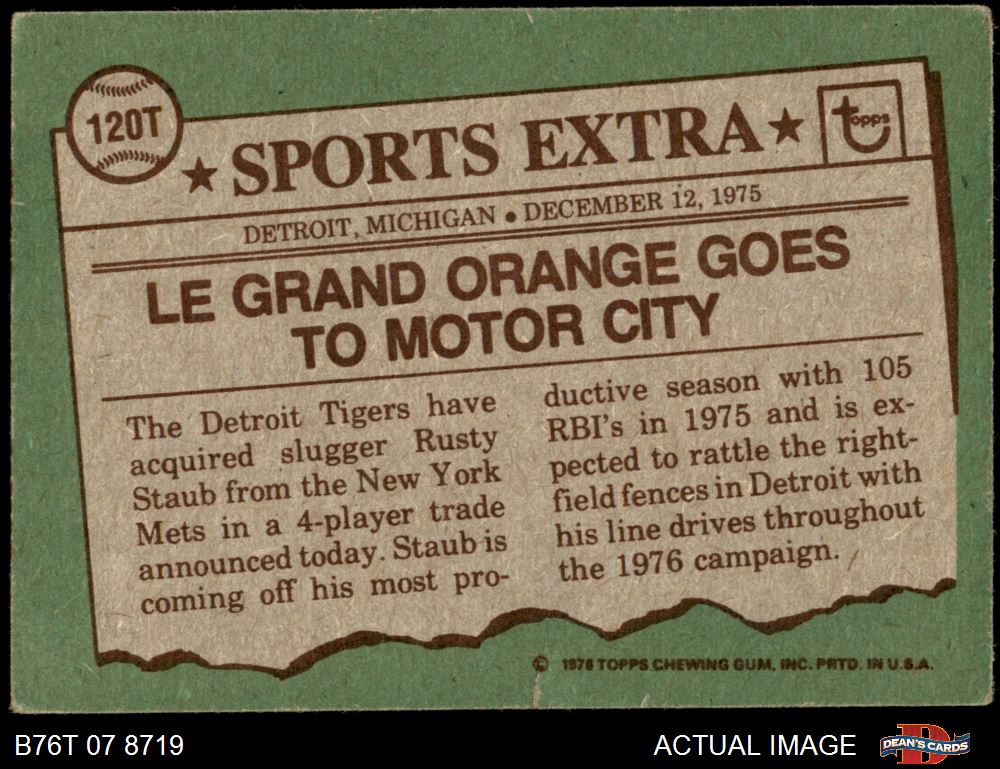 120T
★ SPORTS EXTRA ★
topps
DETROIT, MICHIGAN • DECEMBER 12, 1975
LE GRAND ORANGE GOES
TO MOTOR CITY
The Detroit Tigers have
acquired slugger Rusty
Staub from the New York
Mets in a 4-player trade
announced today. Staub is
coming off his most pro-
ductive season with 105
RBI's in 1975 and is ex-
pected to rattle the right-
field fences in Detroit with
his line drives throughout
the 1976 campaign.
© 1976 TOPPS CHEWING GUM, INC. PRTD. IN U.S.A.
B76T 07 8719
ACTUAL IMAGE
D
DEAN'S CARDS